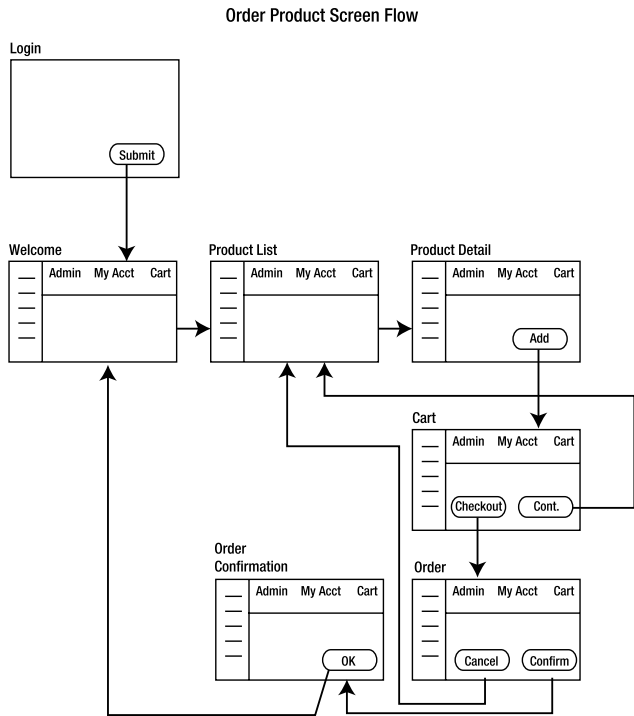 Order Product Screen Flow
Login
Submit
Welcome
Admin My Acct Cart
Product List
Admin My Acct Cart
Product Detail
Admin My Acct Cart
Add
Cart
Admin My Acct Cart
Checkout
Cont.
Order
Confirmation
Admin My Acct Cart
OK
Order
Admin My Acct Cart
Cancel
Confirm